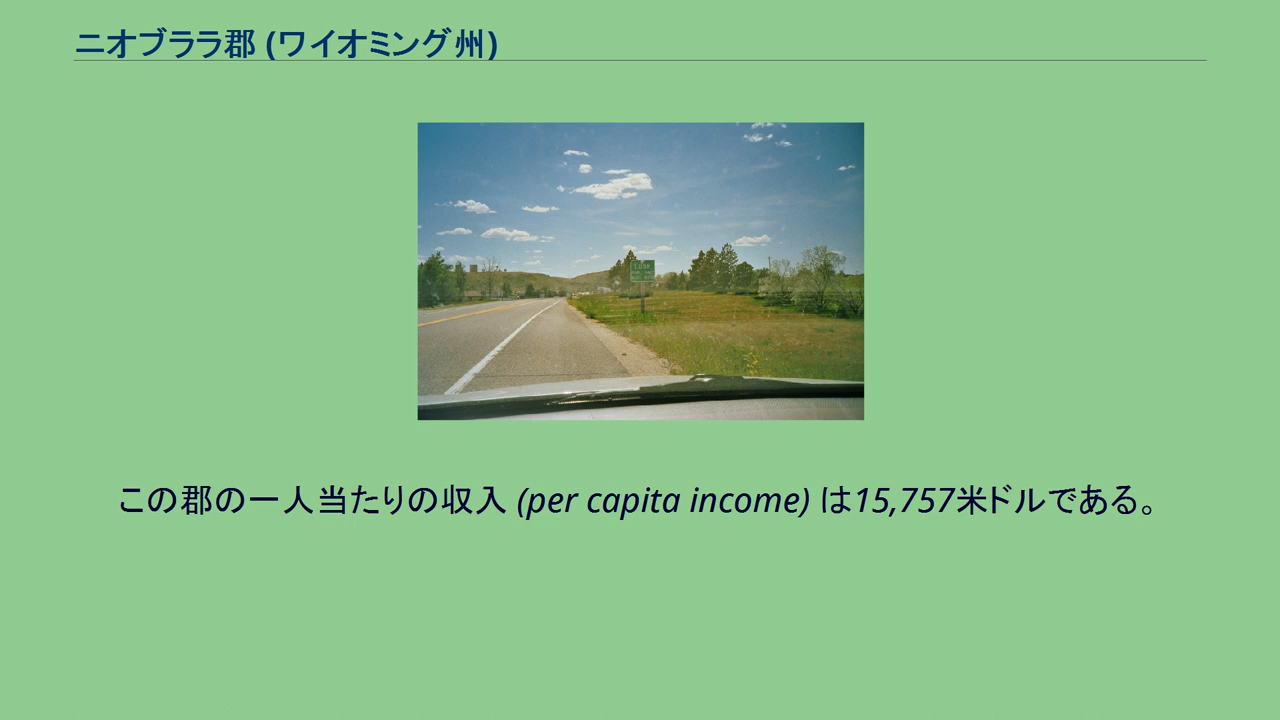 ニオブララ郡 (ワイオミング州)
LUSK
この郡の一人当たりの収入 (per capita income) は15,757米ドルである。